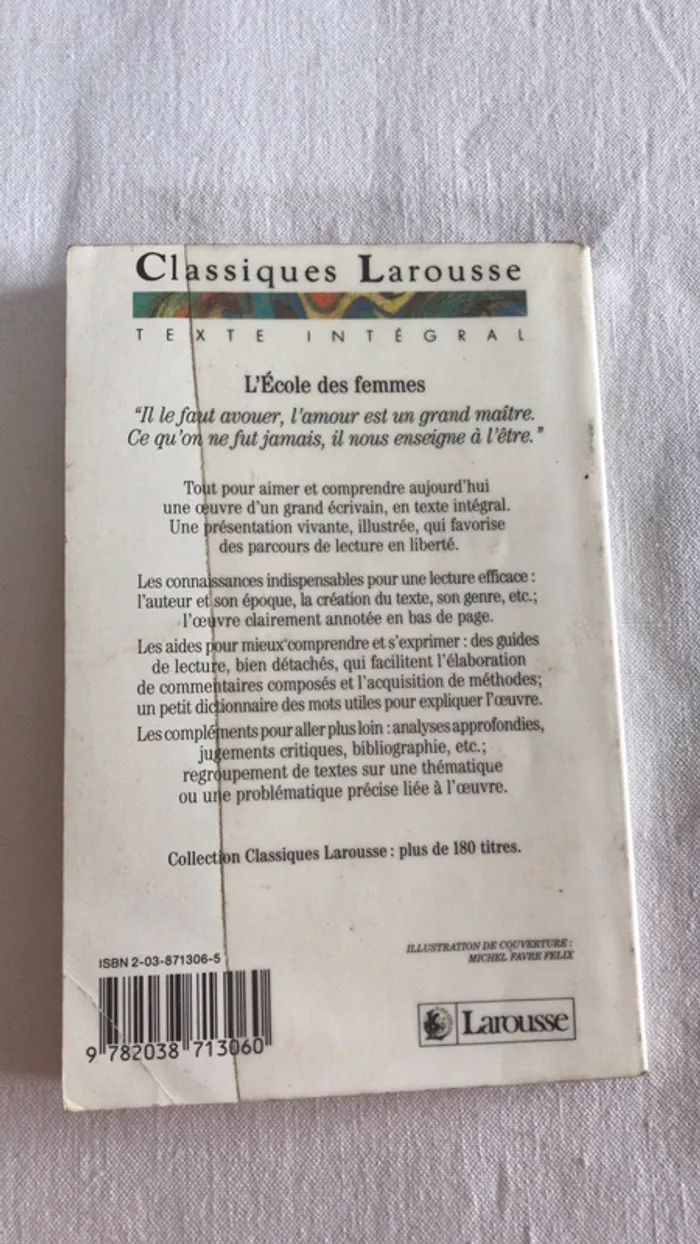 Classiques Larousse
TEXTE INTÉGRAL
L'École des femmes
"Il le faut avouer, l'amour est un grand maître.
Ce qu'on ne fut jamais, il nous enseigne à l'être."
Tout pour aimer et comprendre aujourd'hui
une œuvre d'un grand écrivain, en texte intégral.
Une présentation vivante, illustrée, qui favorise
des parcours de lecture en liberté.
Les connaissances indispensables pour une lecture efficace :
l'auteur et son époque, la création du texte, son genre, etc.;
l'œuvre clairement annotée en bas de page.
Les aides pour mieux comprendre et s'exprimer : des guides
de lecture, bien détachés, qui facilitent l'élaboration
de commentaires composés et l'acquisition de méthodes;
un petit dictionnaire des mots utiles pour expliquer l'œuvre.
Les compléments pour aller plus loin : analyses approfondies,
jugements critiques, bibliographie, etc.;
regroupement de textes sur une thématique
ou une problématique précise liée à l'œuvre.
Collection Classiques Larousse : plus de 180 titres.
ISBN 2-03-871306-5
9 782038 713060
ILLUSTRATION DE COUVERTURE :
MICHEL FAVRE FELIX
Larousse